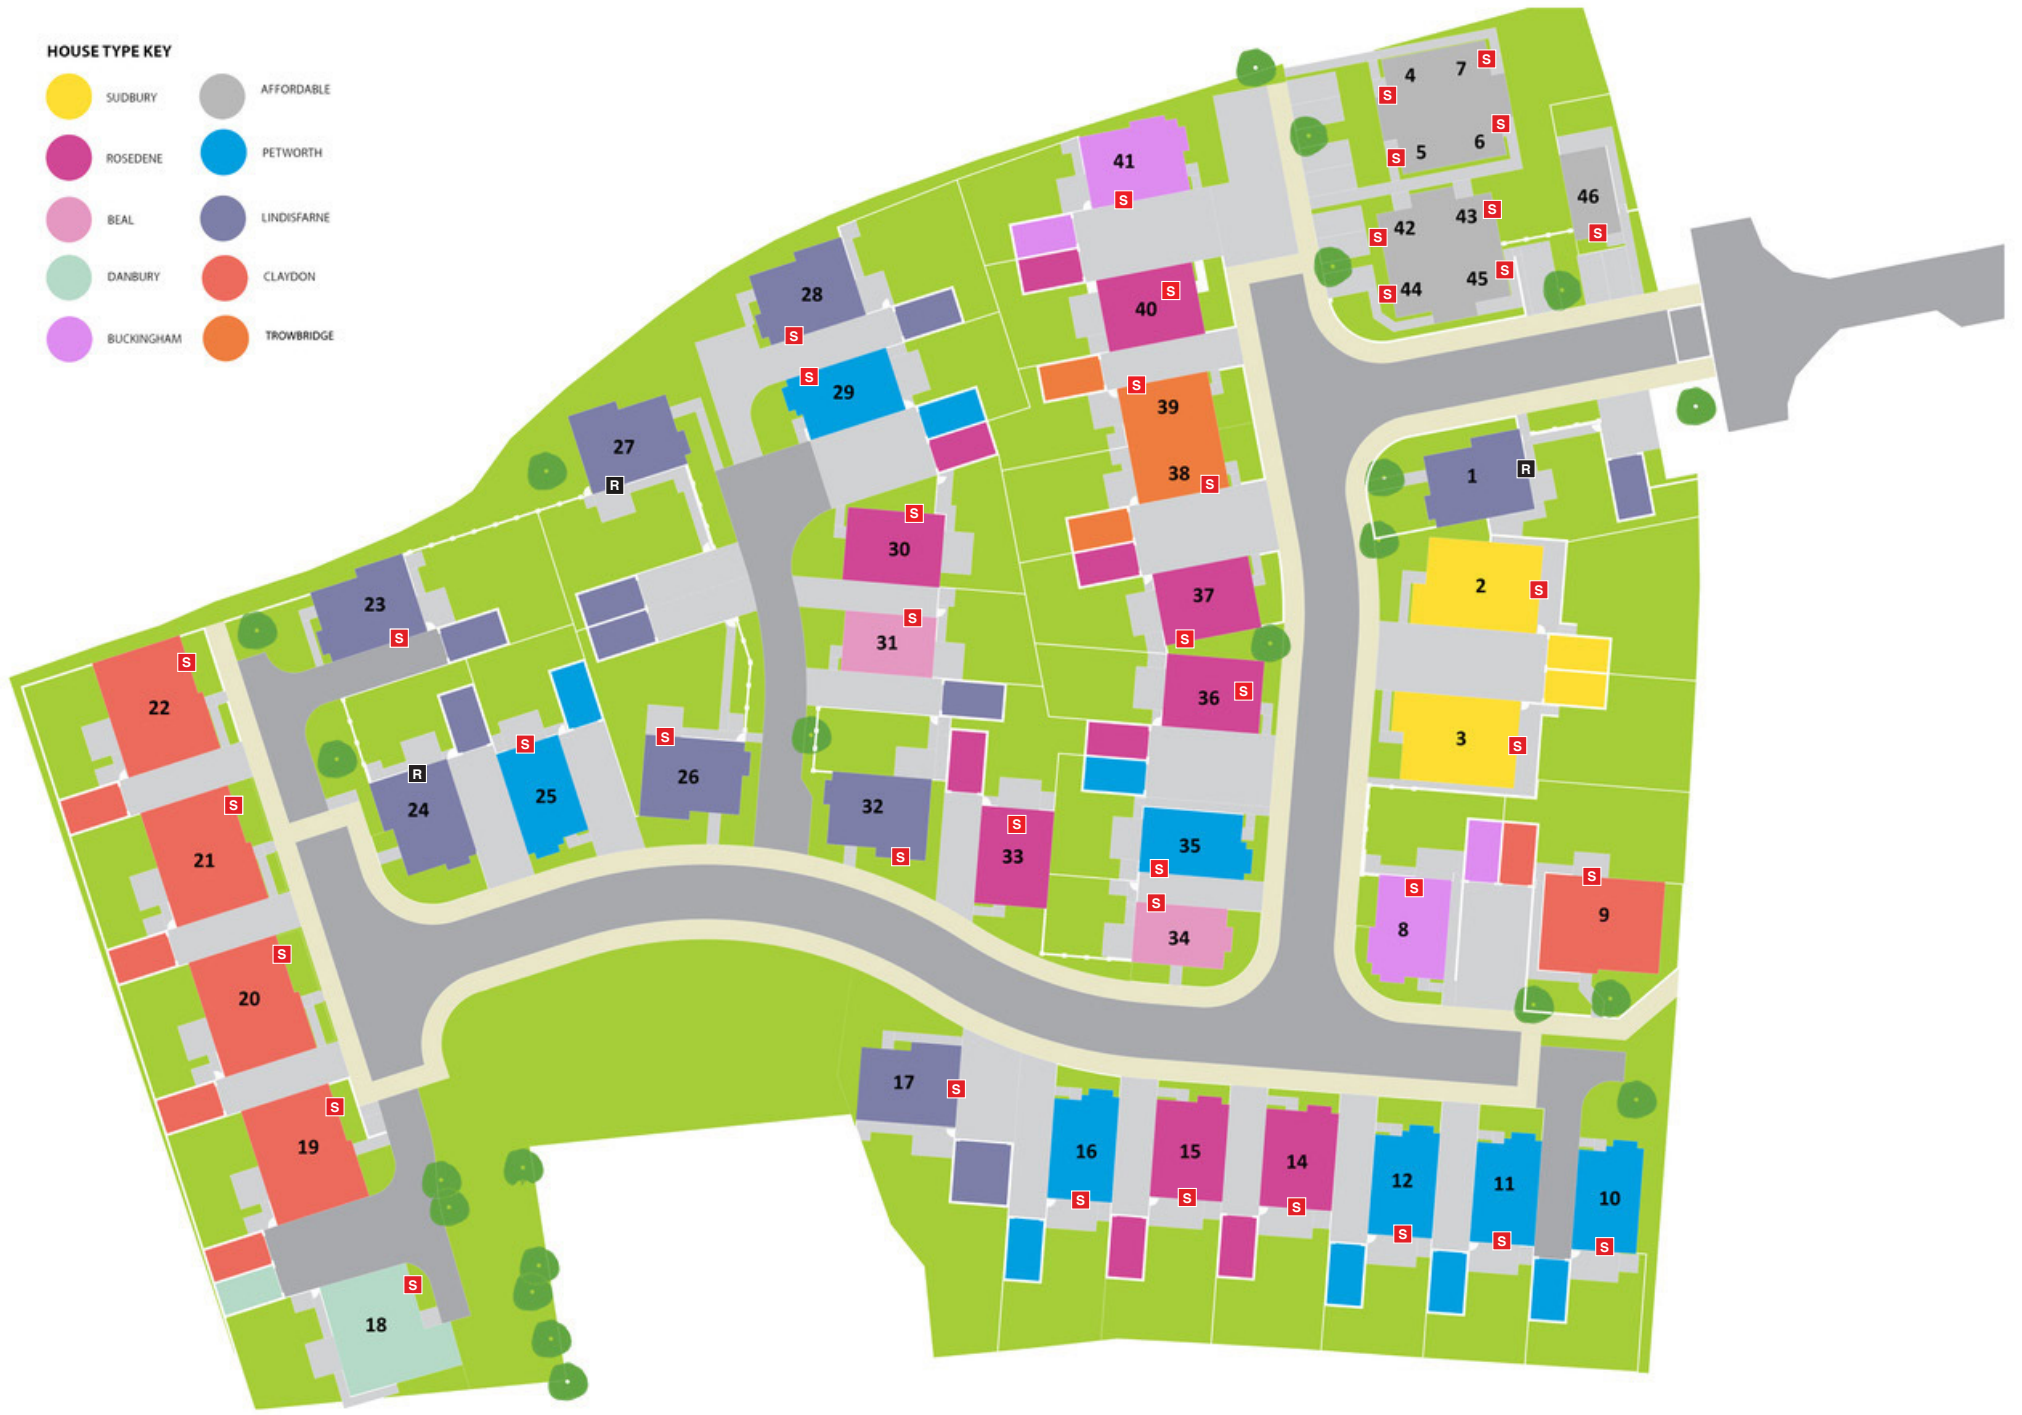 HOUSE TYPE KEY
SUDBURY
AFFORDABLE
ROSEDENE
PETWORTH
BEAL
LINDISFARNE
DANBURY
CLAYDON
BUCKINGHAM
TROWBRIDGE
4 S
7 S
5 S
6 S
46 S
42 S
43 S
44 S
45 S
41 S
40 S
39 S
38 S
28 S
29 S
27 R
1 R
2 S
3 S
30 S
31 S
37 S
36 S
35 S
34 S
23 S
22 S
24 R
25 S
26 S
32 S
33 S
21 S
20 S
19 S
18 S
8 S
9 S
17 S
16 S
15 S
14 S
12 S
11 S
10 S